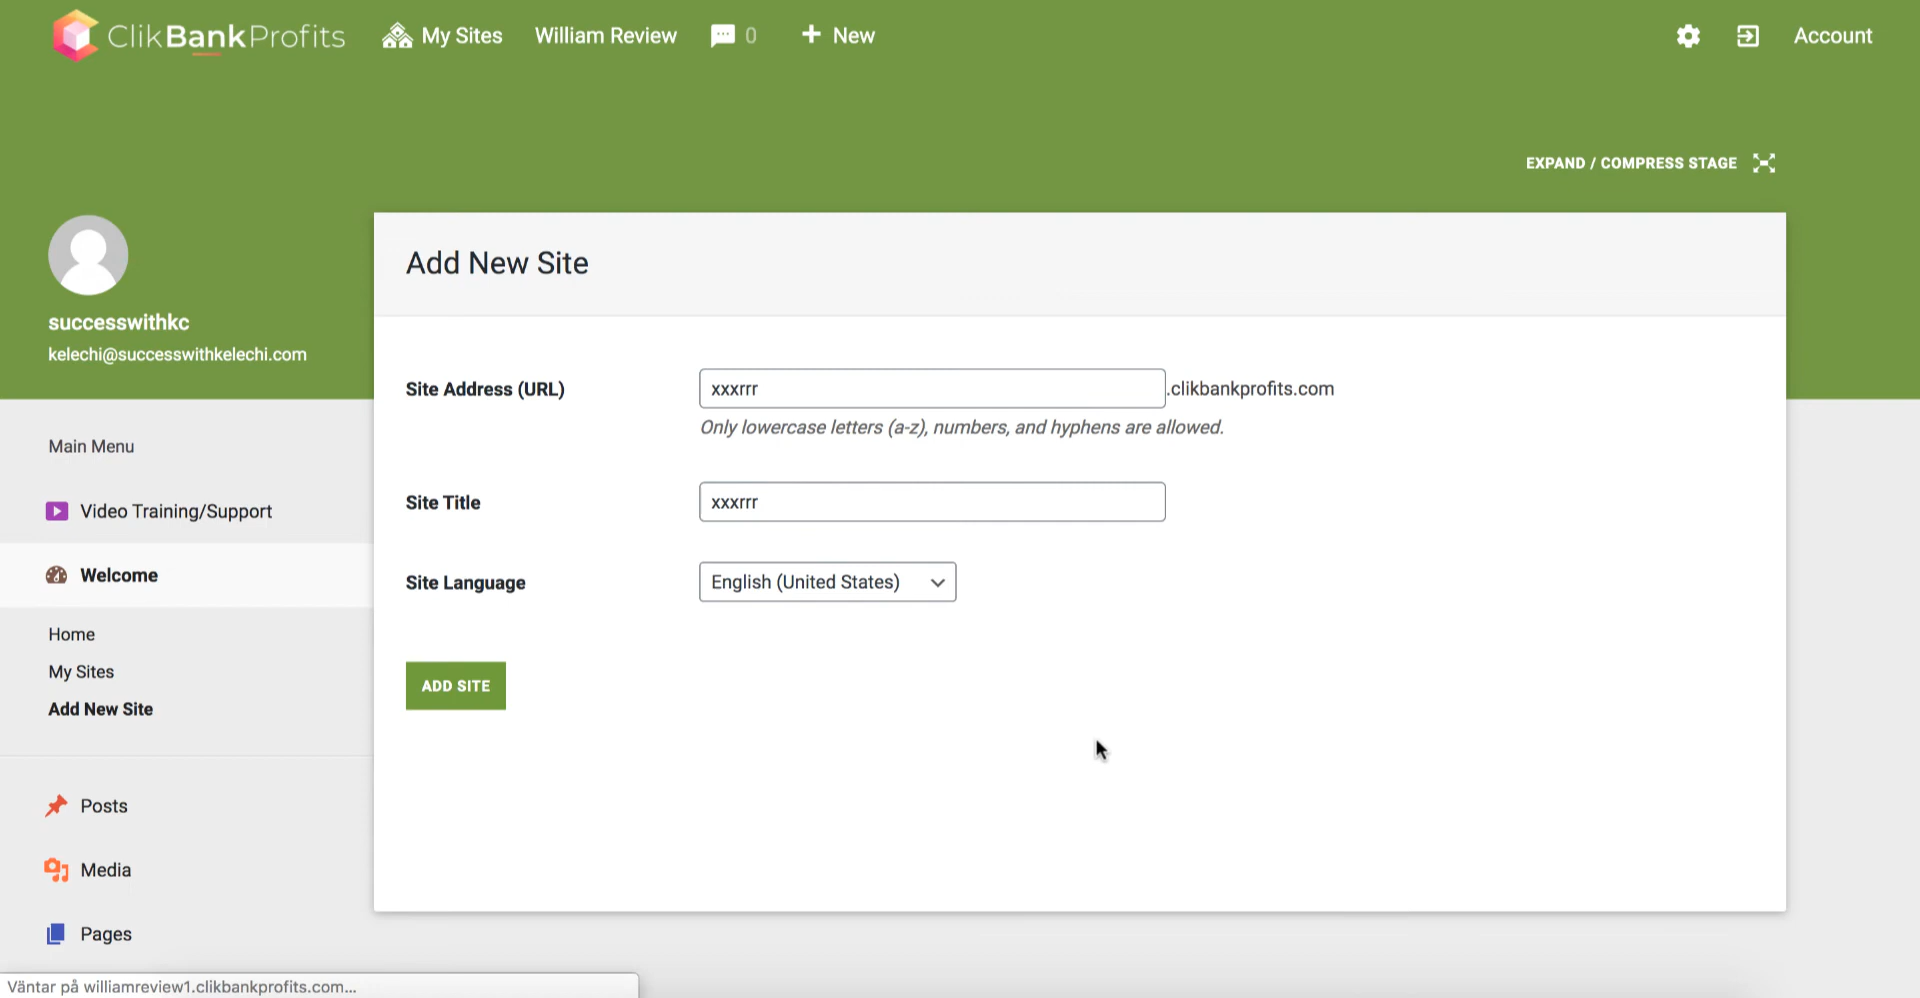 ClikBankProfits
My Sites
William Review
0
New
Account
EXPAND / COMPRESS STAGE
successwithkc
kelechi@successwithkelechi.com
Main Menu
Video Training/Support
Welcome
Home
My Sites
Add New Site
Posts
Media
Pages
Add New Site
Site Address (URL)
xxxrrr .clikbankprofits.com
Only lowercase letters (a-z), numbers, and hyphens are allowed.
Site Title
xxxrrr
Site Language
English (United States)
ADD SITE
Väntar på williamreview1.clikbankprofits.com...